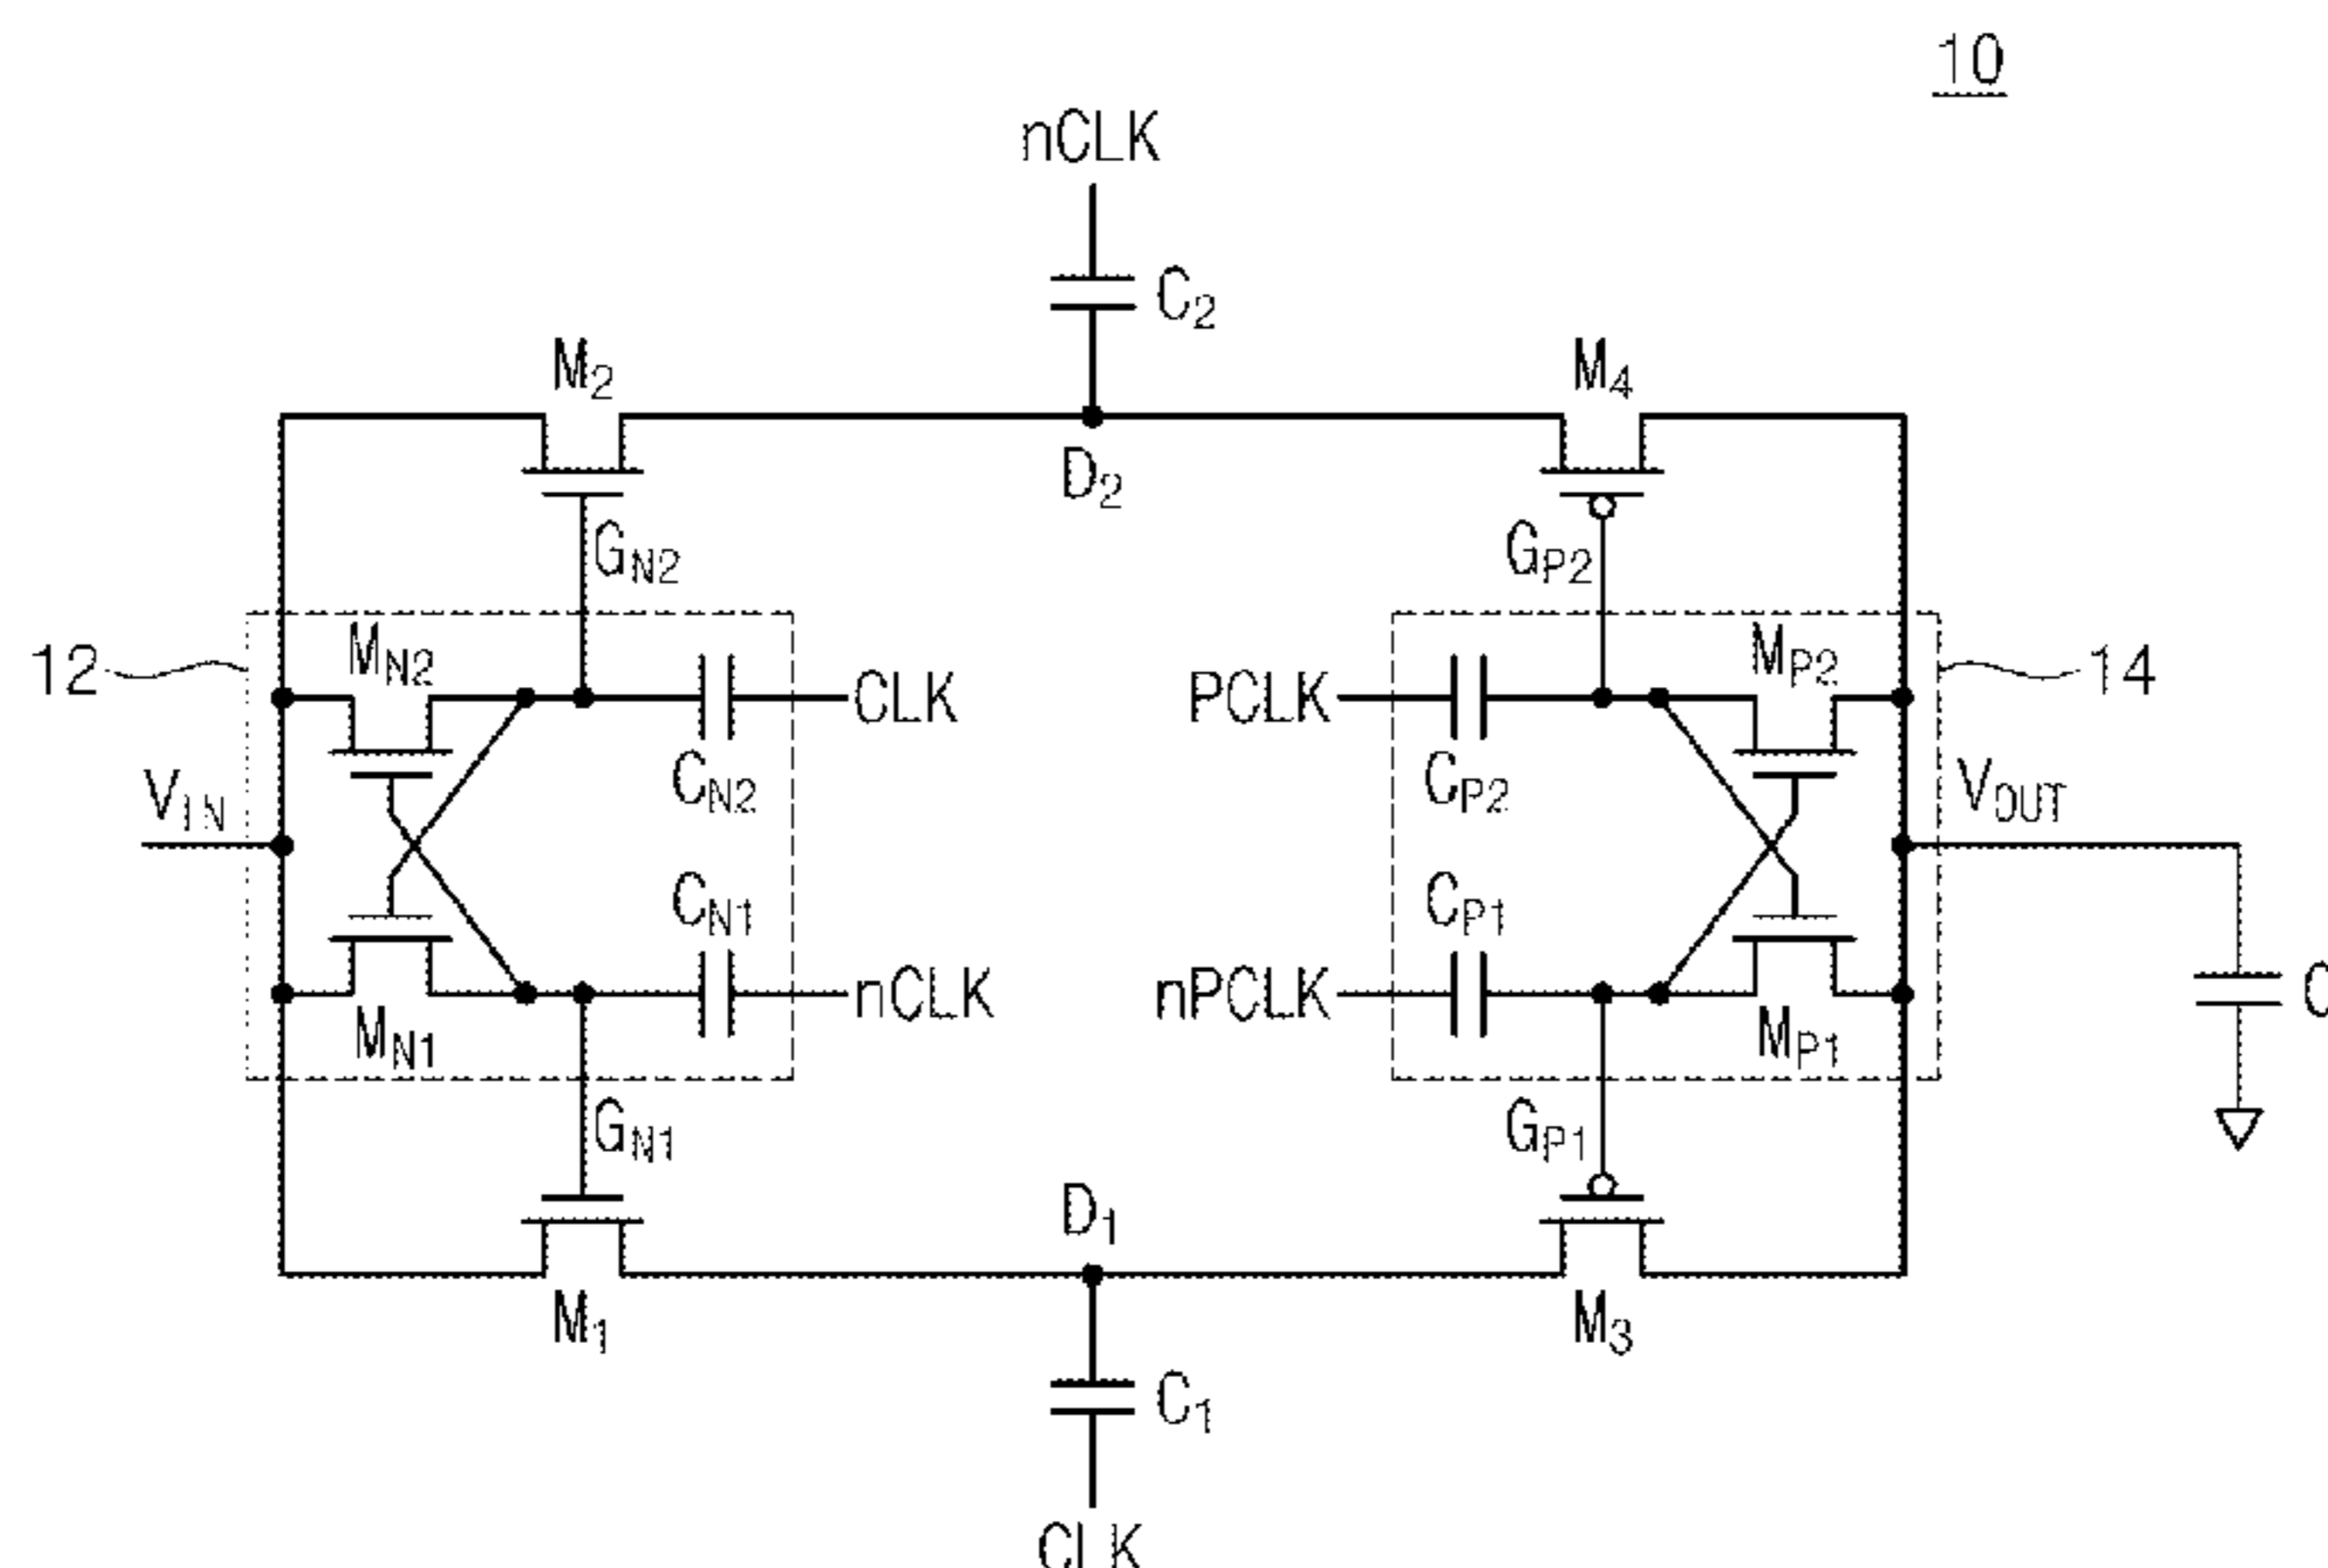 10
nCLK
C2
M2
M4
D2
GN2
GP2
12
MN2
MP2
14
CLK
PCLK
VIN
CN2
CP2
VOUT
CN1
CP1
nCLK
nPCLK
C
MN1
MP1
GN1
GP1
D1
M1
M3
C1
CLK